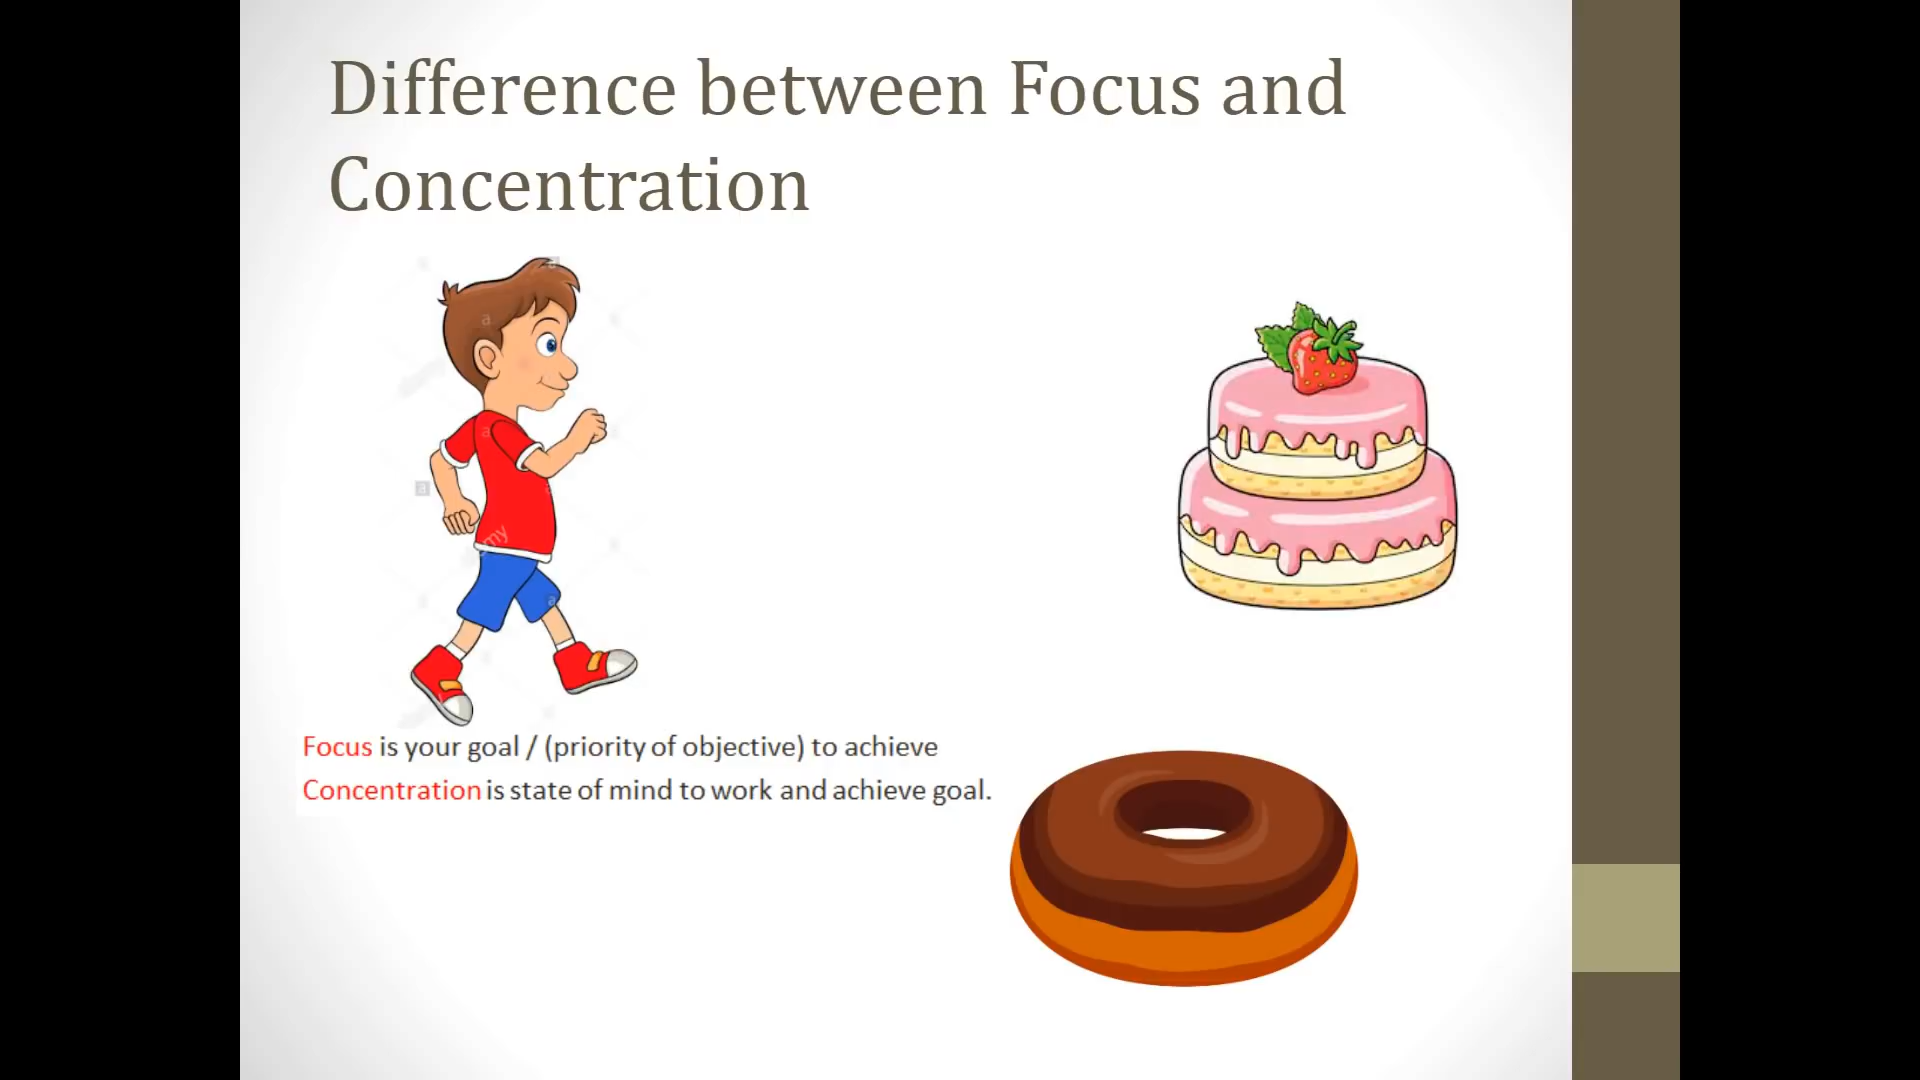 Difference between Focus and
Concentration
Focus is your goal / (priority of objective) to achieve
Concentration is state of mind to work and achieve goal.